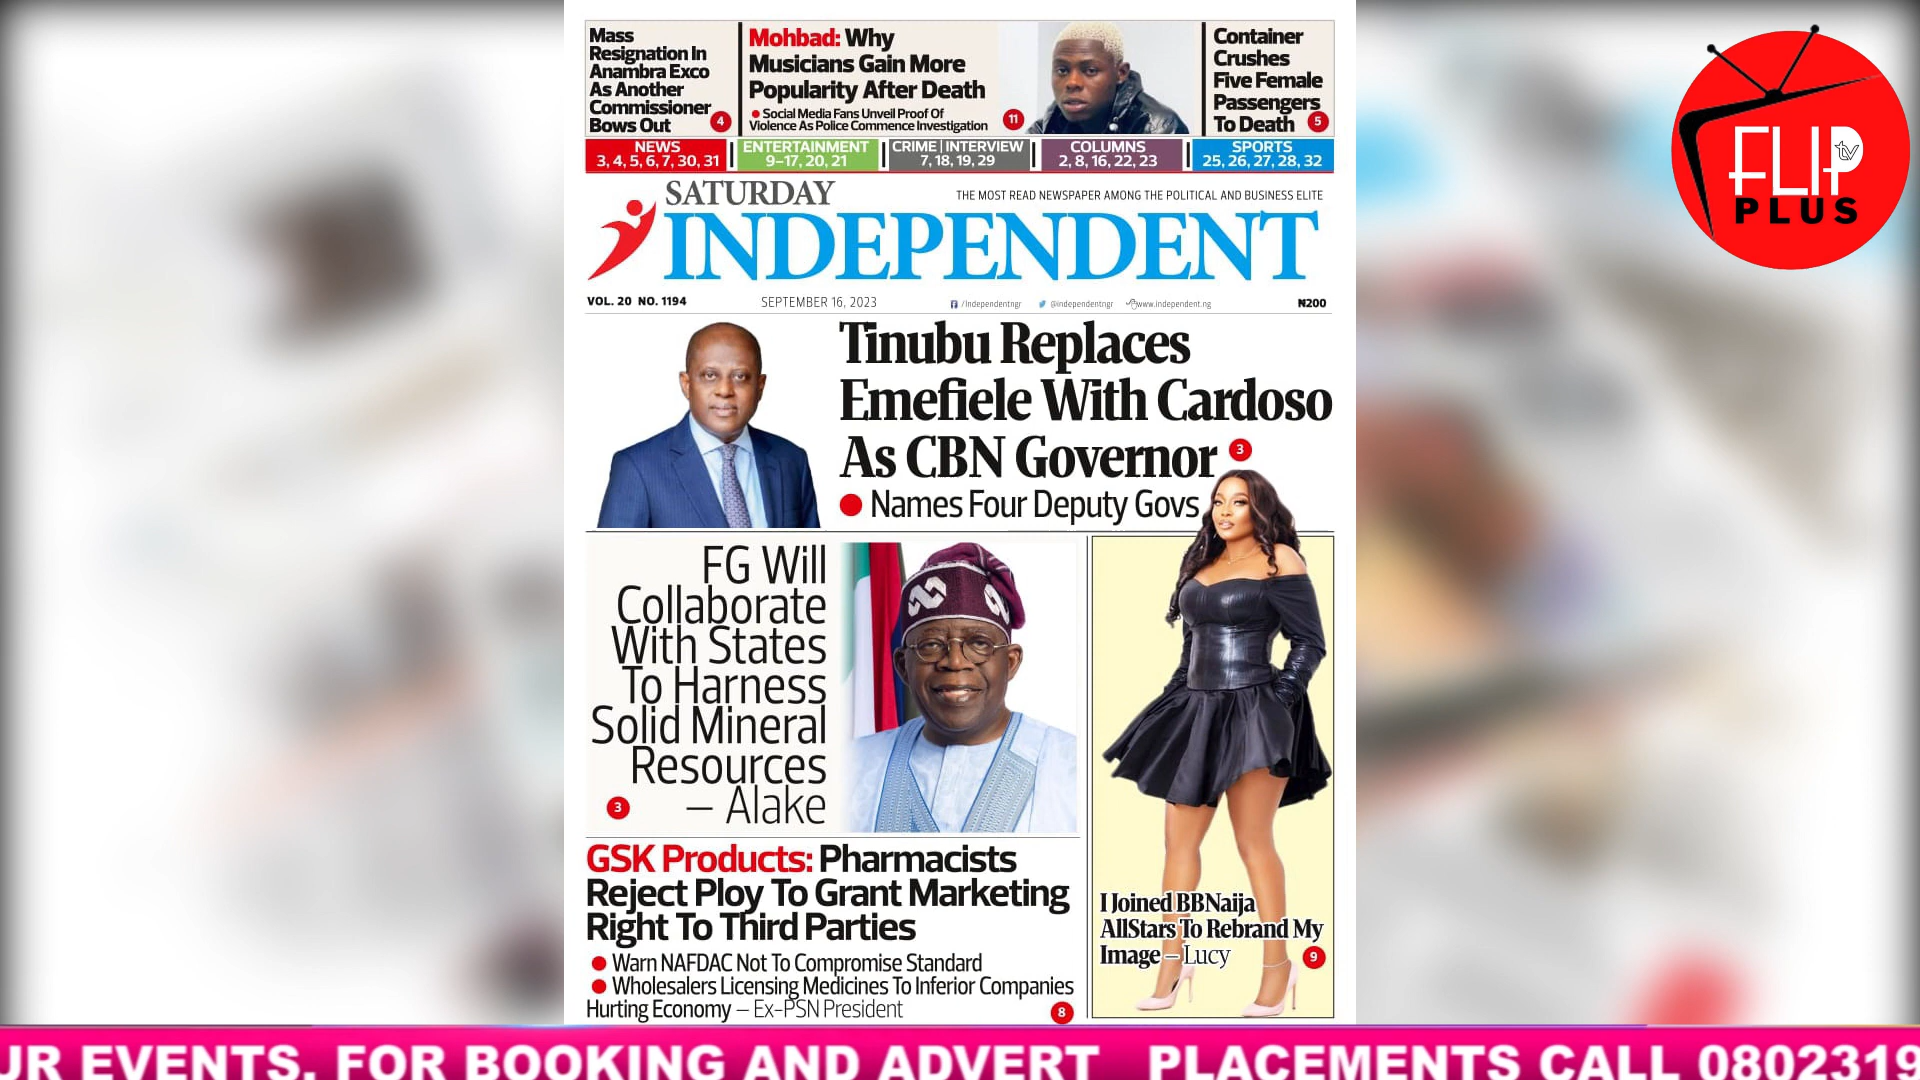 Mass
Resignation In
Anambra Exco
As Another
Commissioner
Bows Out 4
Mohbad: Why
Musicians Gain More
Popularity After Death
● Social Media Fans Unveil Proof Of
Violence As Police Commence Investigation 11
Container
Crushes
Five Female
Passengers
To Death 5
NEWS
3, 4, 5, 6, 7, 30, 31
ENTERTAINMENT
9–17, 20, 21
CRIME | INTERVIEW
7, 18, 19, 29
COLUMNS
2, 8, 16, 22, 23
SPORTS
25, 26, 27, 28, 32
FLIP tv
PLUS
SATURDAY
THE MOST READ NEWSPAPER AMONG THE POLITICAL AND BUSINESS ELITE
INDEPENDENT
VOL. 20 NO. 1194
SEPTEMBER 16, 2023
/Independentngr
@independentngr
www.independent.ng
₦200
Tinubu Replaces
Emefiele With Cardoso
As CBN Governor 3
● Names Four Deputy Govs
FG Will
Collaborate
With States
To Harness
Solid Mineral
Resources
3 – Alake
GSK Products: Pharmacists
Reject Ploy To Grant Marketing
Right To Third Parties
● Warn NAFDAC Not To Compromise Standard
● Wholesalers Licensing Medicines To Inferior Companies
Hurting Economy – Ex-PSN President 8
I Joined BBNaija
AllStars To Rebrand My
Image – Lucy 9
UR EVENTS. FOR BOOKING AND ADVERT PLACEMENTS CALL 0802319